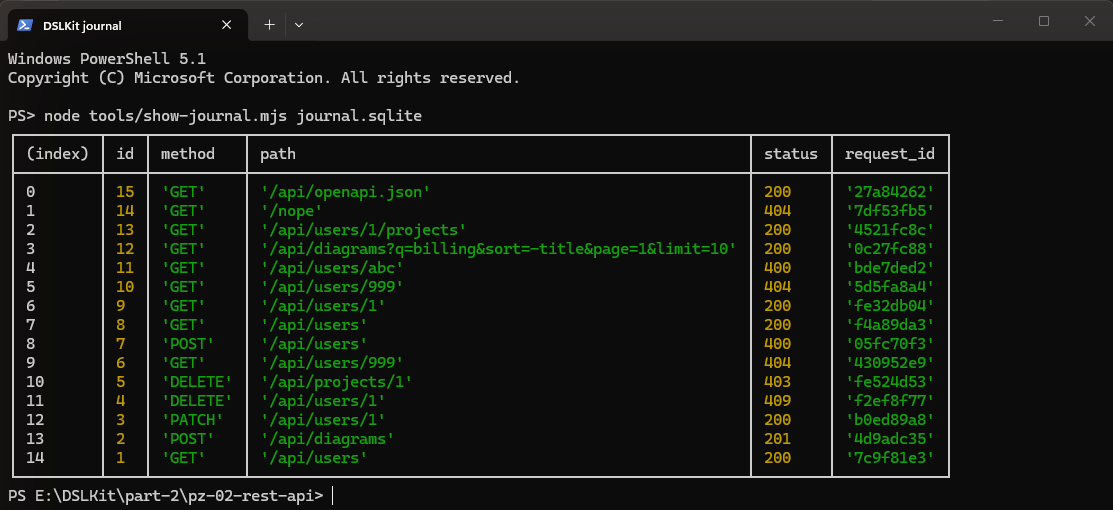 DSLKit journal
Windows PowerShell 5.1
Copyright (C) Microsoft Corporation. All rights reserved.
PS> node tools/show-journal.mjs journal.sqlite
(index) id method path status request_id
0 15 'GET' '/api/openapi.json' 200 '27a84262'
1 14 'GET' '/nope' 404 '7df53fb5'
2 13 'GET' '/api/users/1/projects' 200 '4521fc8c'
3 12 'GET' '/api/diagrams?q=billing&sort=-title&page=1&limit=10' 200 '0c27fc88'
4 11 'GET' '/api/users/abc' 400 'bde7ded2'
5 10 'GET' '/api/users/999' 404 '5d5fa8a4'
6 9 'GET' '/api/users/1' 200 'fe32db04'
7 8 'GET' '/api/users' 200 'f4a89da3'
8 7 'POST' '/api/users' 400 '05fc70f3'
9 6 'GET' '/api/users/999' 404 '430952e9'
10 5 'DELETE' '/api/projects/1' 403 'fe524d53'
11 4 'DELETE' '/api/users/1' 409 'f2ef8f77'
12 3 'PATCH' '/api/users/1' 200 'b0ed89a8'
13 2 'POST' '/api/diagrams' 201 '4d9adc35'
14 1 'GET' '/api/users' 200 '7c9f81e3'
PS E:\DSLKit\part-2\pz-02-rest-api>